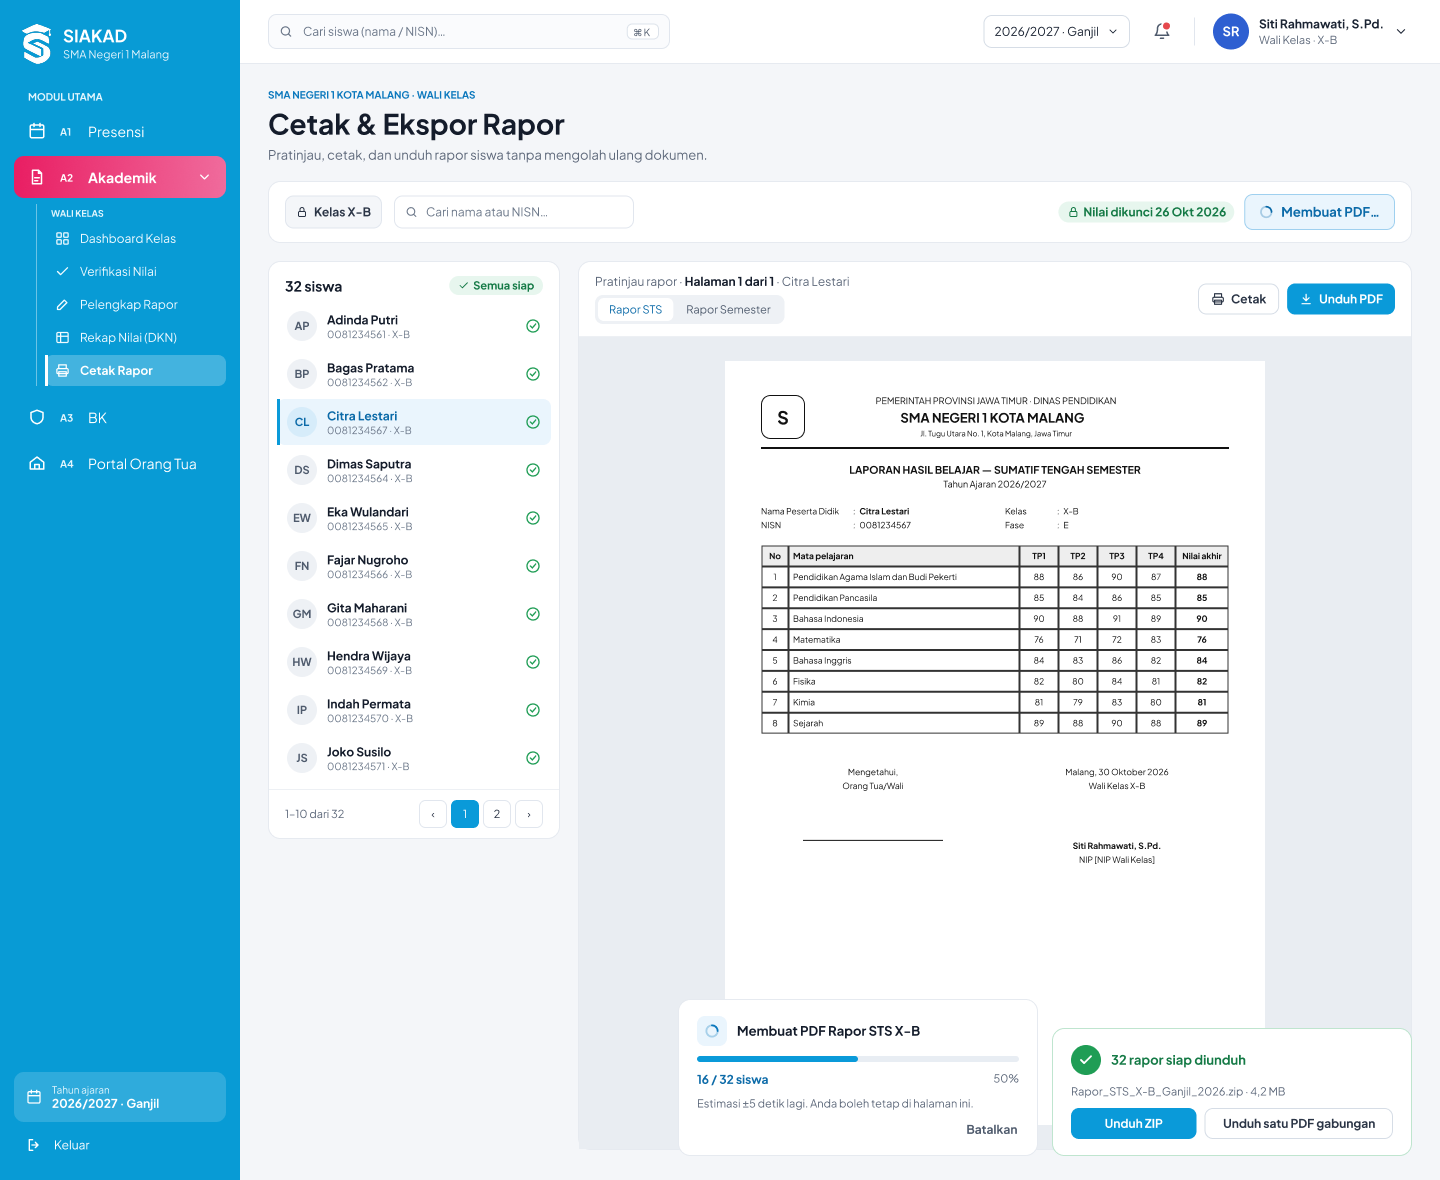 SIAKAD
SMA Negeri 1 Malang
MODUL UTAMA
A1 Presensi
A2 Akademik
WALI KELAS
Dashboard Kelas
Verifikasi Nilai
Pelengkap Rapor
Rekap Nilai (DKN)
Cetak Rapor
A3 BK
A4 Portal Orang Tua
Tahun ajaran
2026/2027 · Ganjil
Keluar
Cari siswa (nama / NISN)... ⌘K
2026/2027 · Ganjil
SR
Siti Rahmawati, S.Pd.
Wali Kelas · X-B
SMA NEGERI 1 KOTA MALANG · WALI KELAS
Cetak & Ekspor Rapor
Pratinjau, cetak, dan unduh rapor siswa tanpa mengolah ulang dokumen.
Kelas X-B
Cari nama atau NISN...
Nilai dikunci 26 Okt 2026
Membuat PDF...
32 siswa
Semua siap
AP Adinda Putri
0081234561 · X-B
BP Bagas Pratama
0081234562 · X-B
CL Citra Lestari
0081234567 · X-B
DS Dimas Saputra
0081234564 · X-B
EW Eka Wulandari
0081234565 · X-B
FN Fajar Nugroho
0081234566 · X-B
GM Gita Maharani
0081234568 · X-B
HW Hendra Wijaya
0081234569 · X-B
IP Indah Permata
0081234570 · X-B
JS Joko Susilo
0081234571 · X-B
1–10 dari 32 ‹ 1 2 ›
Pratinjau rapor · Halaman 1 dari 1 · Citra Lestari
Rapor STS Rapor Semester
Cetak
Unduh PDF
S
PEMERINTAH PROVINSI JAWA TIMUR · DINAS PENDIDIKAN
SMA NEGERI 1 KOTA MALANG
Jl. Tugu Utara No. 1, Kota Malang, Jawa Timur
LAPORAN HASIL BELAJAR — SUMATIF TENGAH SEMESTER
Tahun Ajaran 2026/2027
Nama Peserta Didik : Citra Lestari Kelas : X-B
NISN : 0081234567 Fase : E
No Mata pelajaran TP1 TP2 TP3 TP4 Nilai akhir
1 Pendidikan Agama Islam dan Budi Pekerti 88 86 90 87 88
2 Pendidikan Pancasila 85 84 86 85 85
3 Bahasa Indonesia 90 88 91 89 90
4 Matematika 76 71 72 83 76
5 Bahasa Inggris 84 83 86 82 84
6 Fisika 82 80 84 81 82
7 Kimia 81 79 83 80 81
8 Sejarah 89 88 90 88 89
Mengetahui, Malang, 30 Oktober 2026
Orang Tua/Wali Wali Kelas X-B
Siti Rahmawati, S.Pd.
NIP [NIP Wali Kelas]
Membuat PDF Rapor STS X-B
16 / 32 siswa 50%
Estimasi ±5 detik lagi. Anda boleh tetap di halaman ini.
Batalkan
32 rapor siap diunduh
Rapor_STS_X-B_Ganjil_2026.zip · 4,2 MB
Unduh ZIP
Unduh satu PDF gabungan